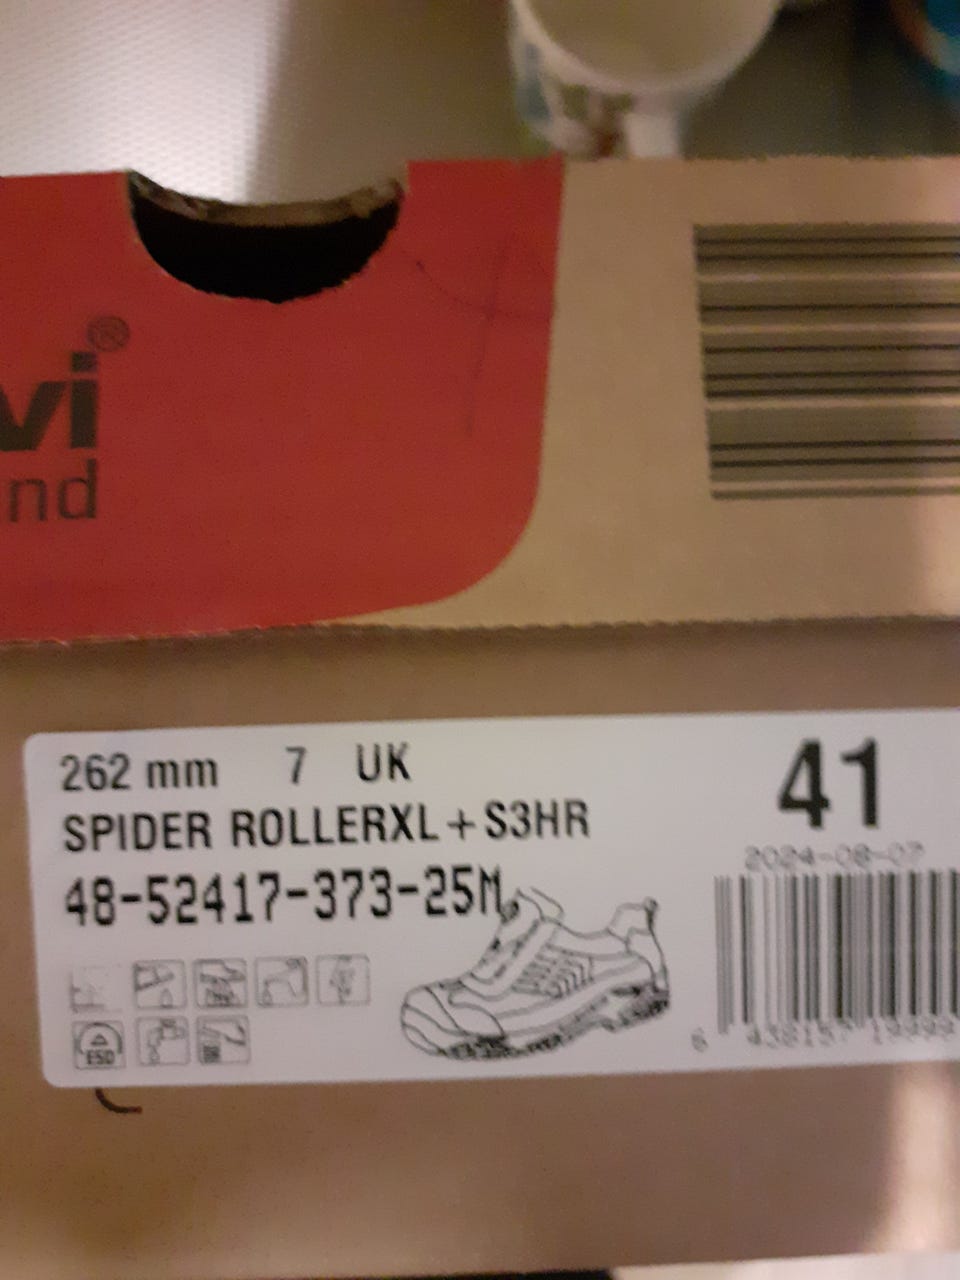 vi®
nd
262 mm 7 UK
41
SPIDER ROLLERXL+S3HR
2024-08-07
48-52417-373-25M
ESD